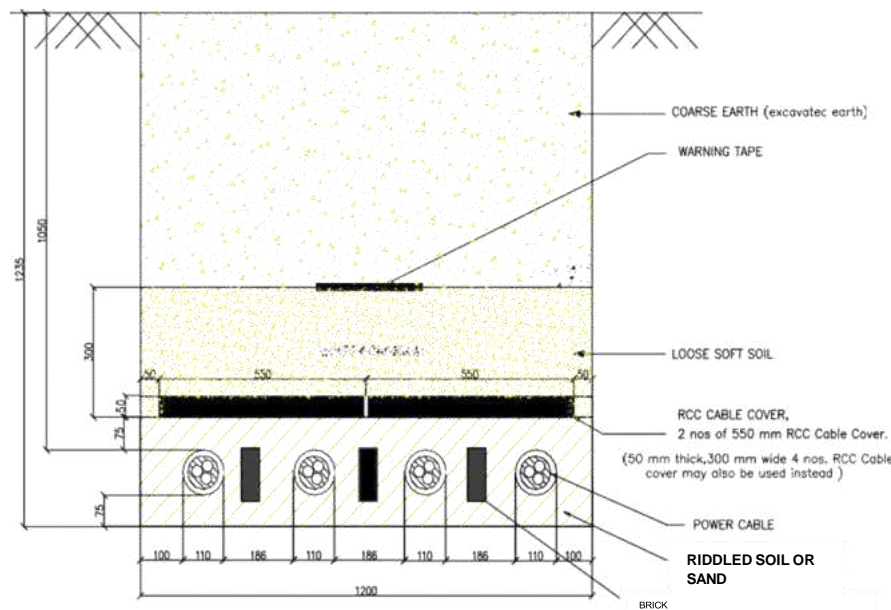 COARSE EARTH (excavatec earth)
WARNING TAPE
1050
1235
300
LOOSE SOFT SOIL
50 550 550 50
50
RCC CABLE COVER,
2 nos of 550 mm RCC Cable Cover.
(50 mm thick,300 mm wide 4 nos. RCC Cable
cover may also be used instead )
75
75
POWER CABLE
100 110 186 110 186 110 186 110 100
RIDDLED SOIL OR
SAND
1200
BRICK